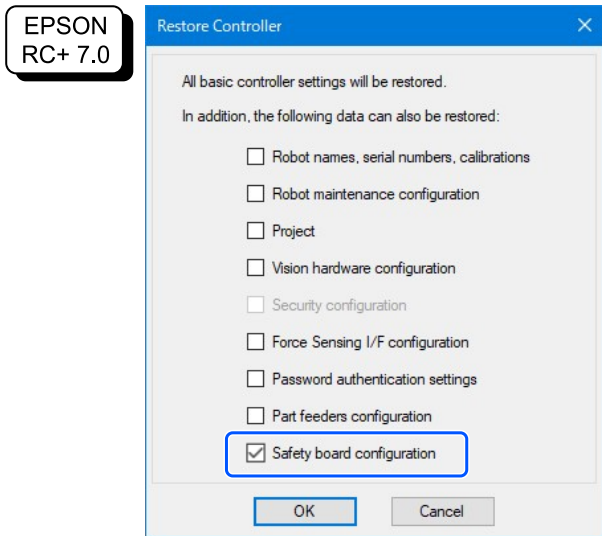 EPSON
RC+ 7.0
Restore Controller
All basic controller settings will be restored.
In addition, the following data can also be restored:
Robot names, serial numbers, calibrations
Robot maintenance configuration
Project
Vision hardware configuration
Security configuration
Force Sensing I/F configuration
Password authentication settings
Part feeders configuration
Safety board configuration
OK
Cancel